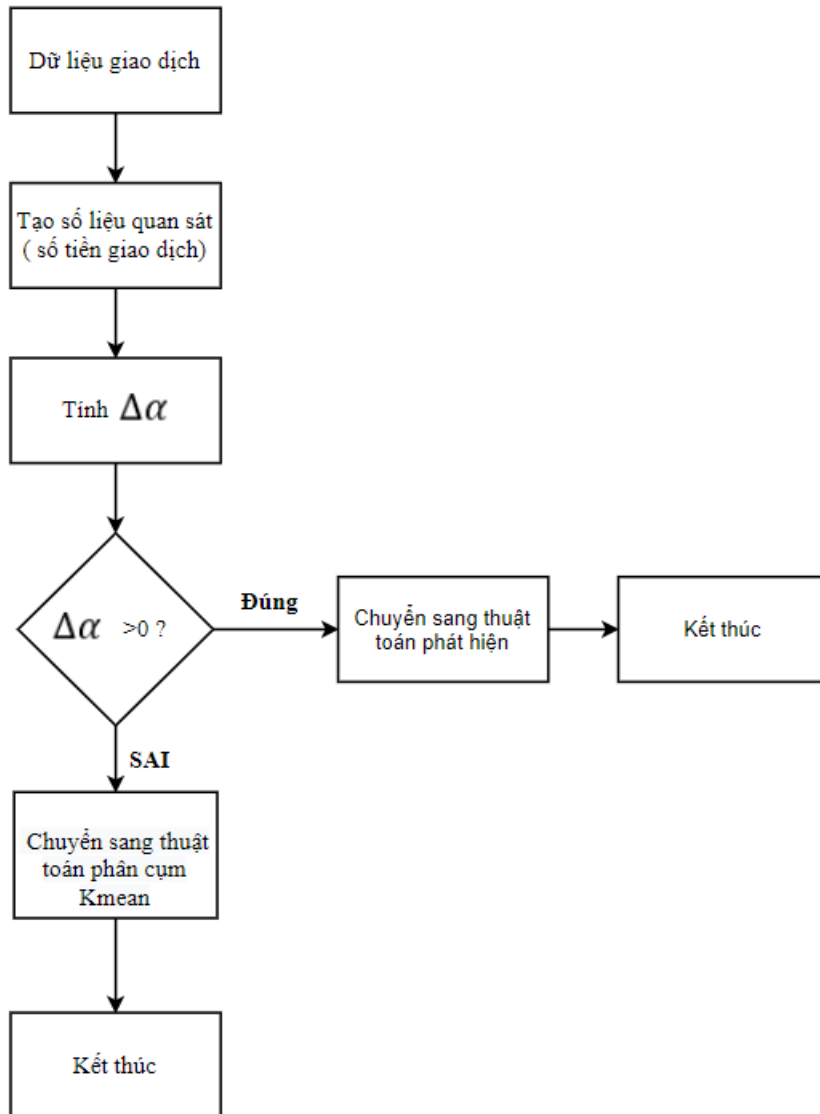 Dữ liệu giao dịch
Tạo số liệu quan sát
( số tiền giao dịch)
Tính Δα
Δα >0 ?
Đúng
Chuyển sang thuật
toán phát hiện
Kết thúc
SAI
Chuyển sang thuật
toán phân cụm
Kmean
Kết thúc